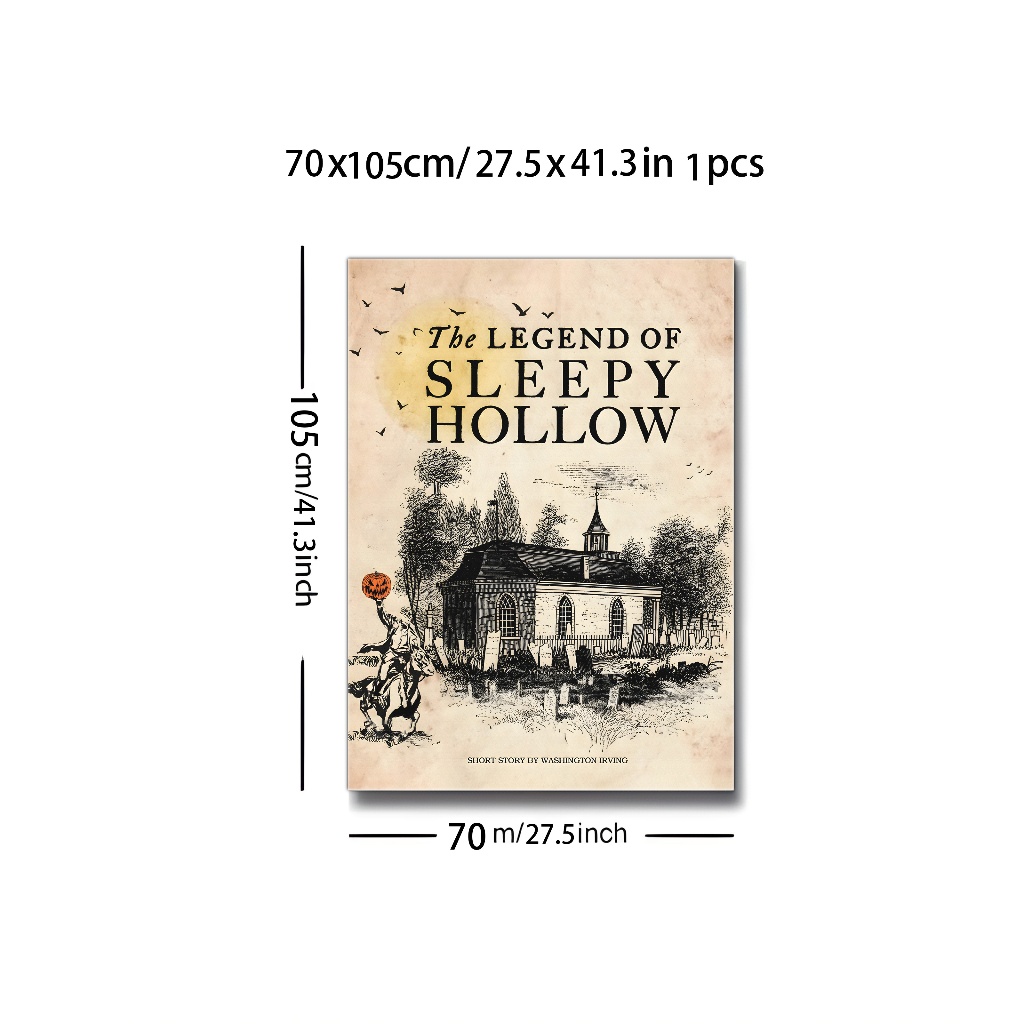 70x105cm/ 27.5x41.3in 1pcs
The LEGEND OF
SLEEPY
HOLLOW
105cm/41.3inch
SHORT STORY BY WASHINGTON IRVING
70 m/27.5inch